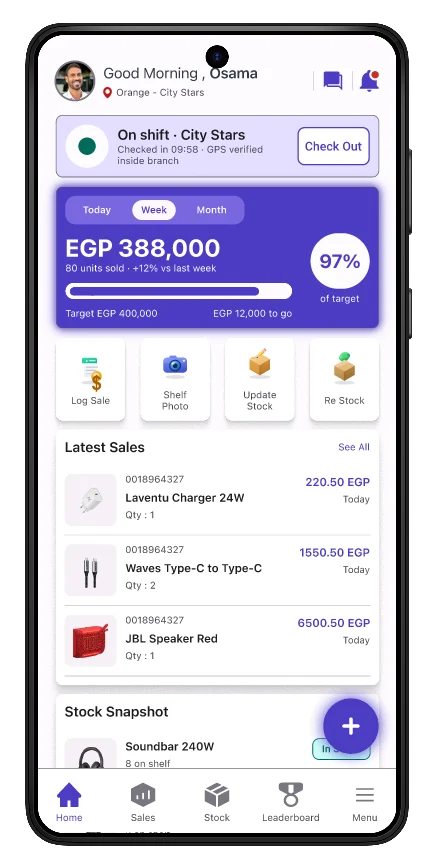 Good Morning , Osama
Orange - City Stars
On shift · City Stars
Checked in 09:58 · GPS verified
inside branch
Check Out
Today
Week
Month
EGP 388,000
80 units sold · +12% vs last week
97%
of target
Target EGP 400,000
EGP 12,000 to go
Log Sale
Shelf
Photo
Update
Stock
Re Stock
Latest Sales
See All
0018964327
220.50 EGP
Laventu Charger 24W
Today
Qty : 1
0018964327
1550.50 EGP
Waves Type-C to Type-C
Today
Qty : 2
0018964327
6500.50 EGP
JBL Speaker Red
Today
Qty : 1
Stock Snapshot
+
Soundbar 240W
In
8 on shelf
Home
Sales
Stock
Leaderboard
Menu